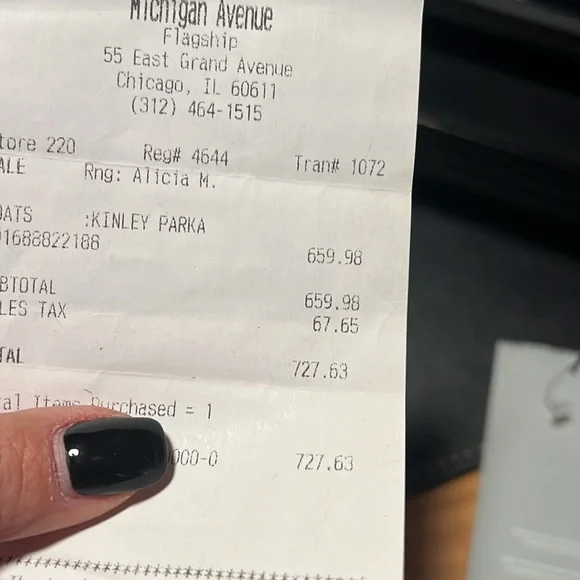 Michigan Avenue
Flagship
55 East Grand Avenue
Chicago, IL 60611
(312) 464-1515
tore 220 Reg# 4644 Tran# 1072
ALE Rng: Alicia M.
OATS :KINLEY PARKA
01688822188
659.98
BTOTAL 659.98
LES TAX 67.65
TAL 727.63
al Items Purchased = 1
000-0 727.63